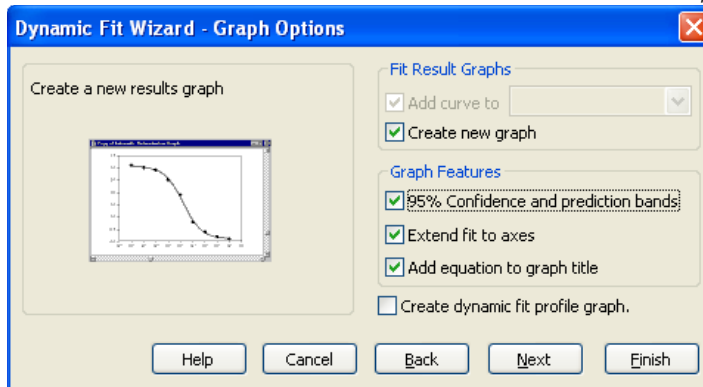 Dynamic Fit Wizard - Graph Options
Create a new results graph
Fit Result Graphs
Add curve to
Create new graph
Graph Features
95% Confidence and prediction bands
Extend fit to axes
Add equation to graph title
Create dynamic fit profile graph.
Help
Cancel
Back
Next
Finish